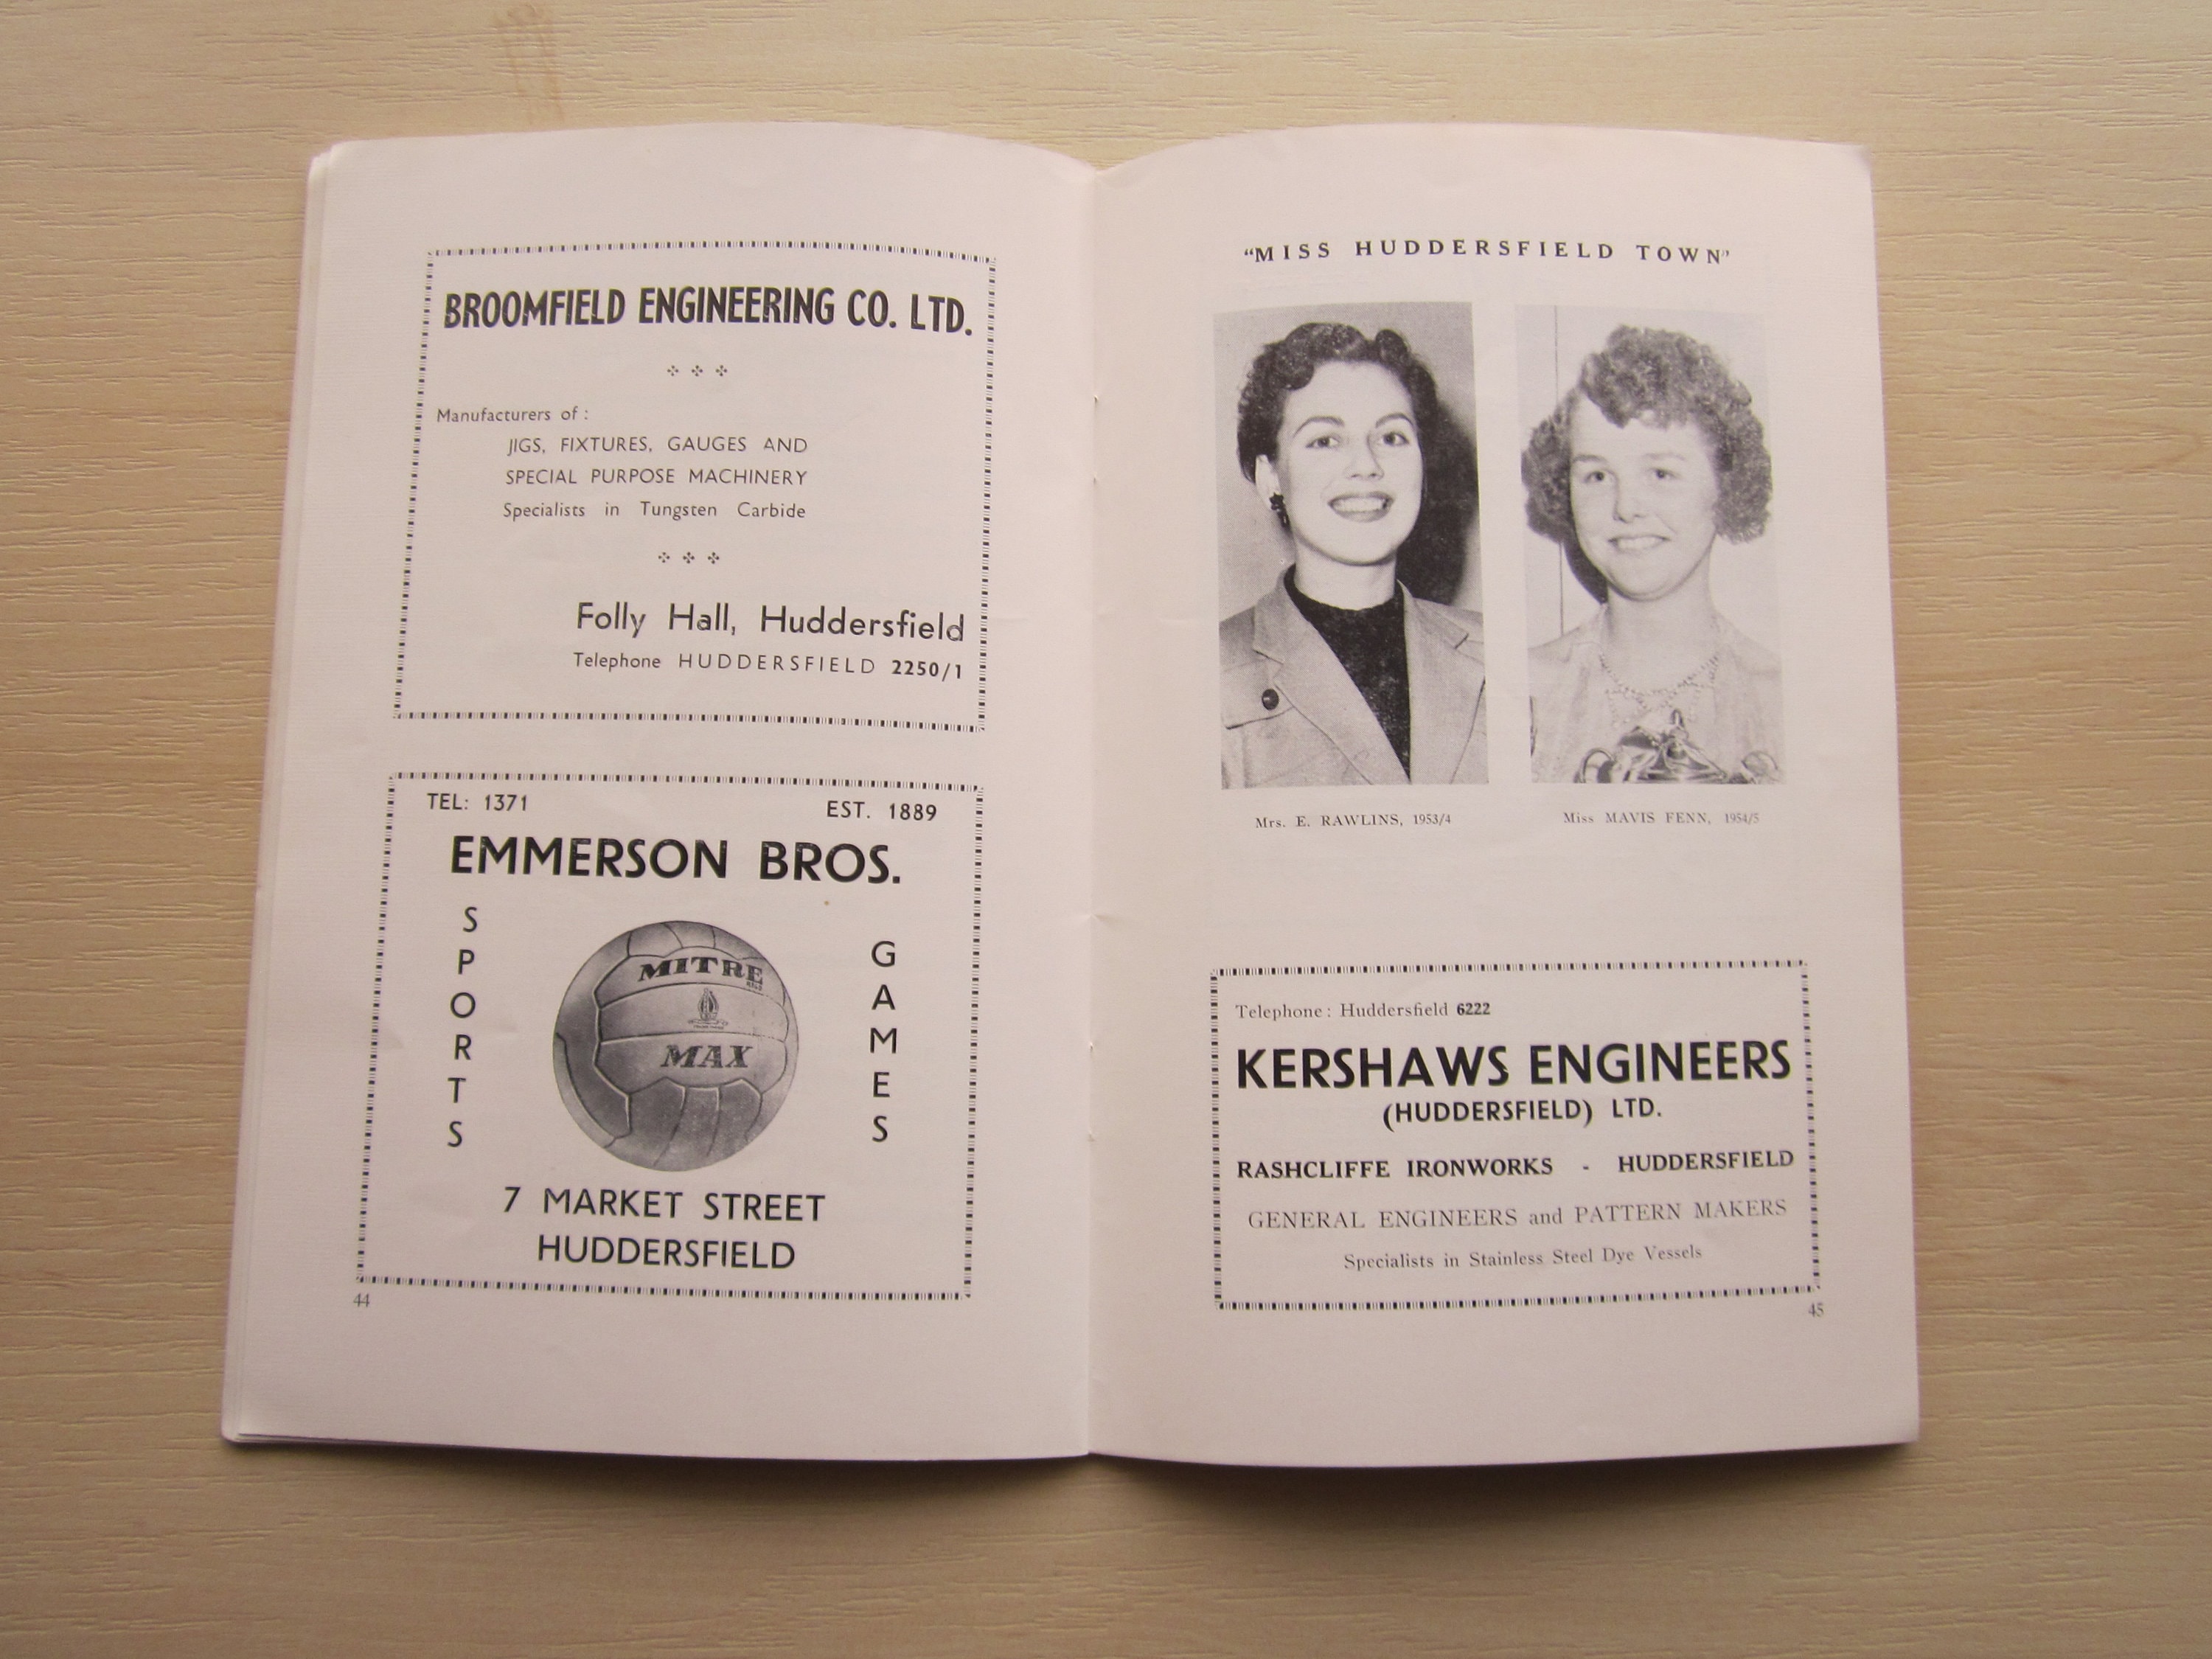 BROOMFIELD ENGINEERING CO. LTD.
Manufacturers of :
JIGS, FIXTURES, GAUGES AND
SPECIAL PURPOSE MACHINERY
Specialists in Tungsten Carbide
Folly Hall, Huddersfield
Telephone HUDDERSFIELD 2250/1
TEL: 1371 EST. 1889
EMMERSON BROS.
SPORTS
MITRE
MAX
GAMES
7 MARKET STREET
HUDDERSFIELD
44
“MISS HUDDERSFIELD TOWN”
Mrs. E. RAWLINS, 1953/4
Miss MAVIS FENN, 1954/5
Telephone : Huddersfield 6222
KERSHAWS ENGINEERS
(HUDDERSFIELD) LTD.
RASHCLIFFE IRONWORKS - HUDDERSFIELD
GENERAL ENGINEERS and PATTERN MAKERS
Specialists in Stainless Steel Dye Vessels
45